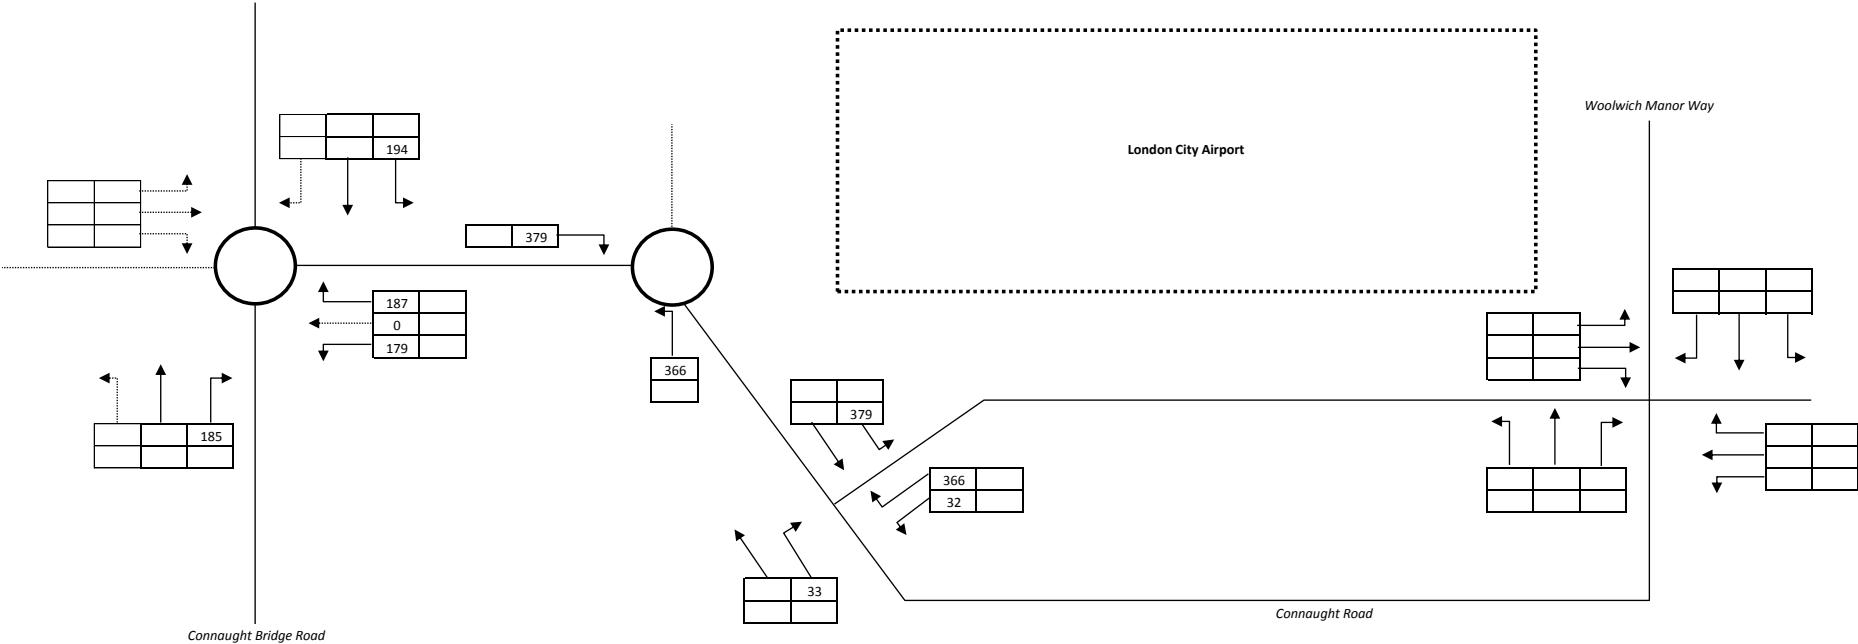 Woolwich Manor Way
London City Airport
194
379
187
0
179
366
379
185
366
32
33
Connaught Road
Connaught Bridge Road